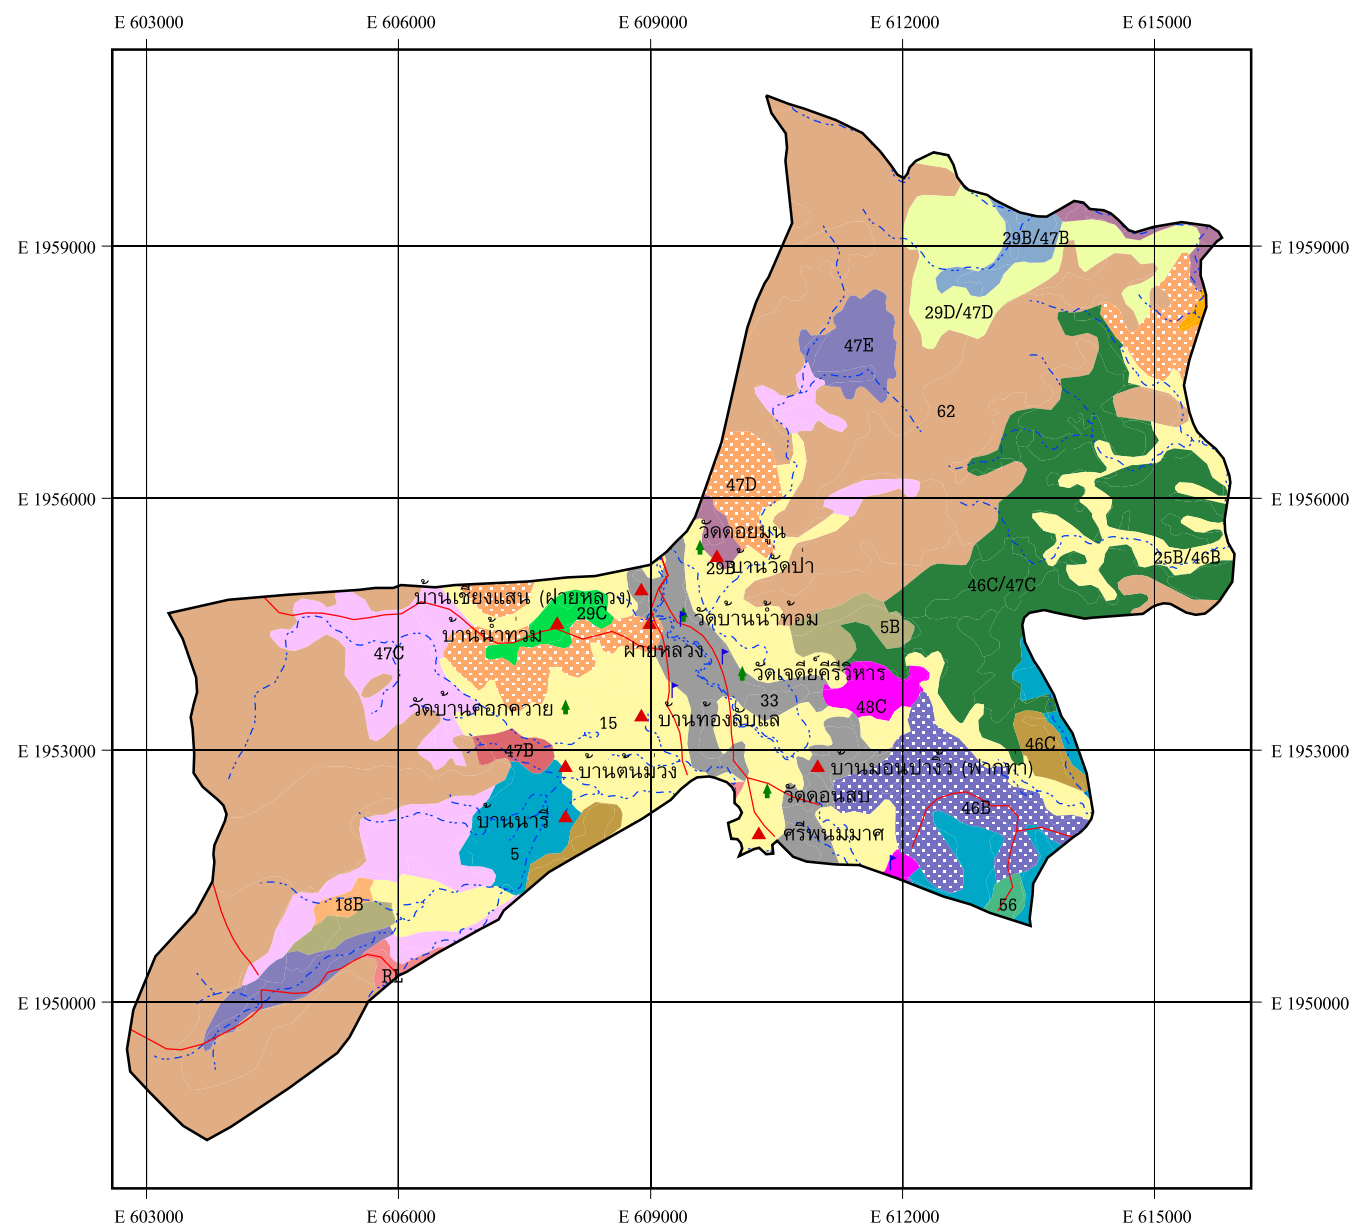 E 603000 E 606000 E 609000 E 612000 E 615000
29B/47B
E 1959000 E 1959000
29D/47D
47E
62
47D
E 1956000 E 1956000
วัดดอยมูน
25B/46B
29B บ้านวัดป่า
46C/47C
บ้านเชียงแสน (ฝายหลวง)
29C
วัดบ้านน้ำท้อม
5B
บ้านน้ำท่วม
ฝายหลวง
47C
วัดเจดีย์คีรีวิหาร
33
48C
วัดบ้านคอกควาย
บ้านท้องลับแล
15
46C
47B
E 1953000 E 1953000
บ้านต้นม่วง
บ้านมอนปางิ้ว (ฟากท่า)
วัดดอนสบ
46B
บ้านนารี
ศรีพนมมาศ
5
18B
56
RL
E 1950000 E 1950000
E 603000 E 606000 E 609000 E 612000 E 615000